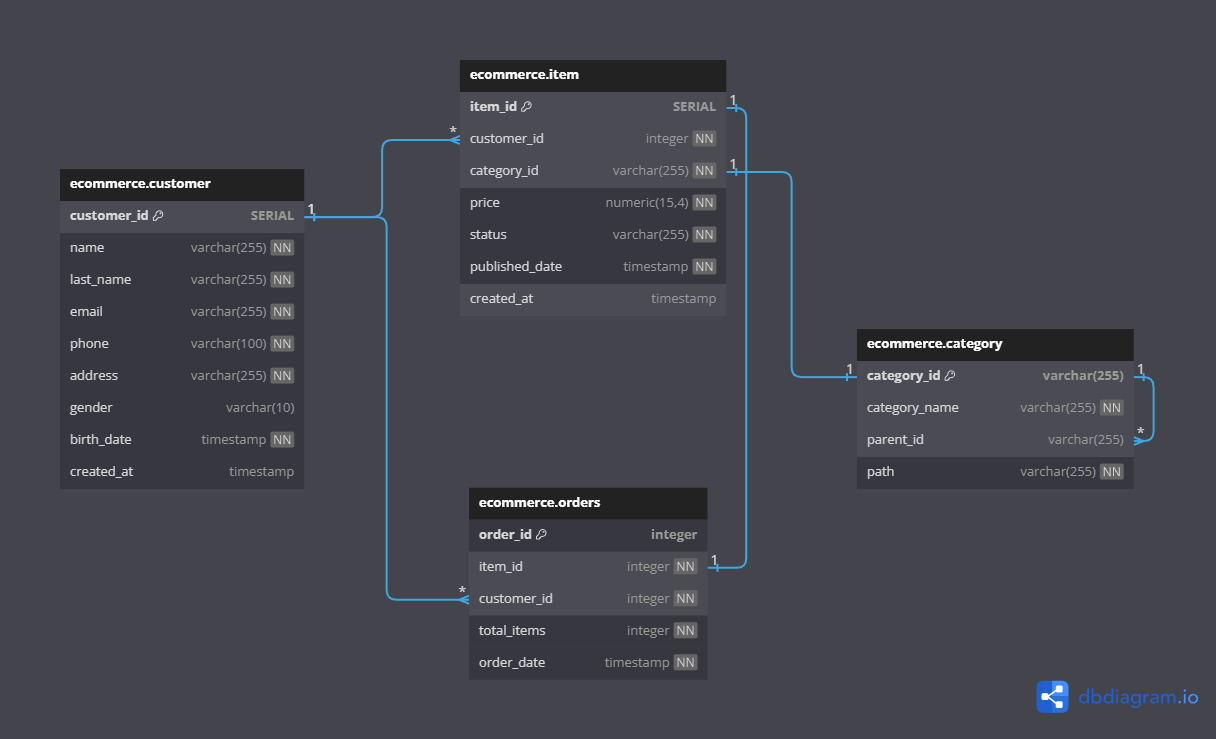 ecommerce.item
item_id SERIAL
customer_id integer NN
category_id varchar(255) NN
price numeric(15,4) NN
status varchar(255) NN
published_date timestamp NN
created_at timestamp
1
1
*
ecommerce.customer
customer_id SERIAL
name varchar(255) NN
last_name varchar(255) NN
email varchar(255) NN
phone varchar(100) NN
address varchar(255) NN
gender varchar(10)
birth_date timestamp NN
created_at timestamp
1
ecommerce.category
category_id varchar(255)
category_name varchar(255) NN
parent_id varchar(255)
path varchar(255) NN
1
1
*
ecommerce.orders
order_id integer
item_id integer NN
customer_id integer NN
total_items integer NN
order_date timestamp NN
1
*
dbdiagram.io